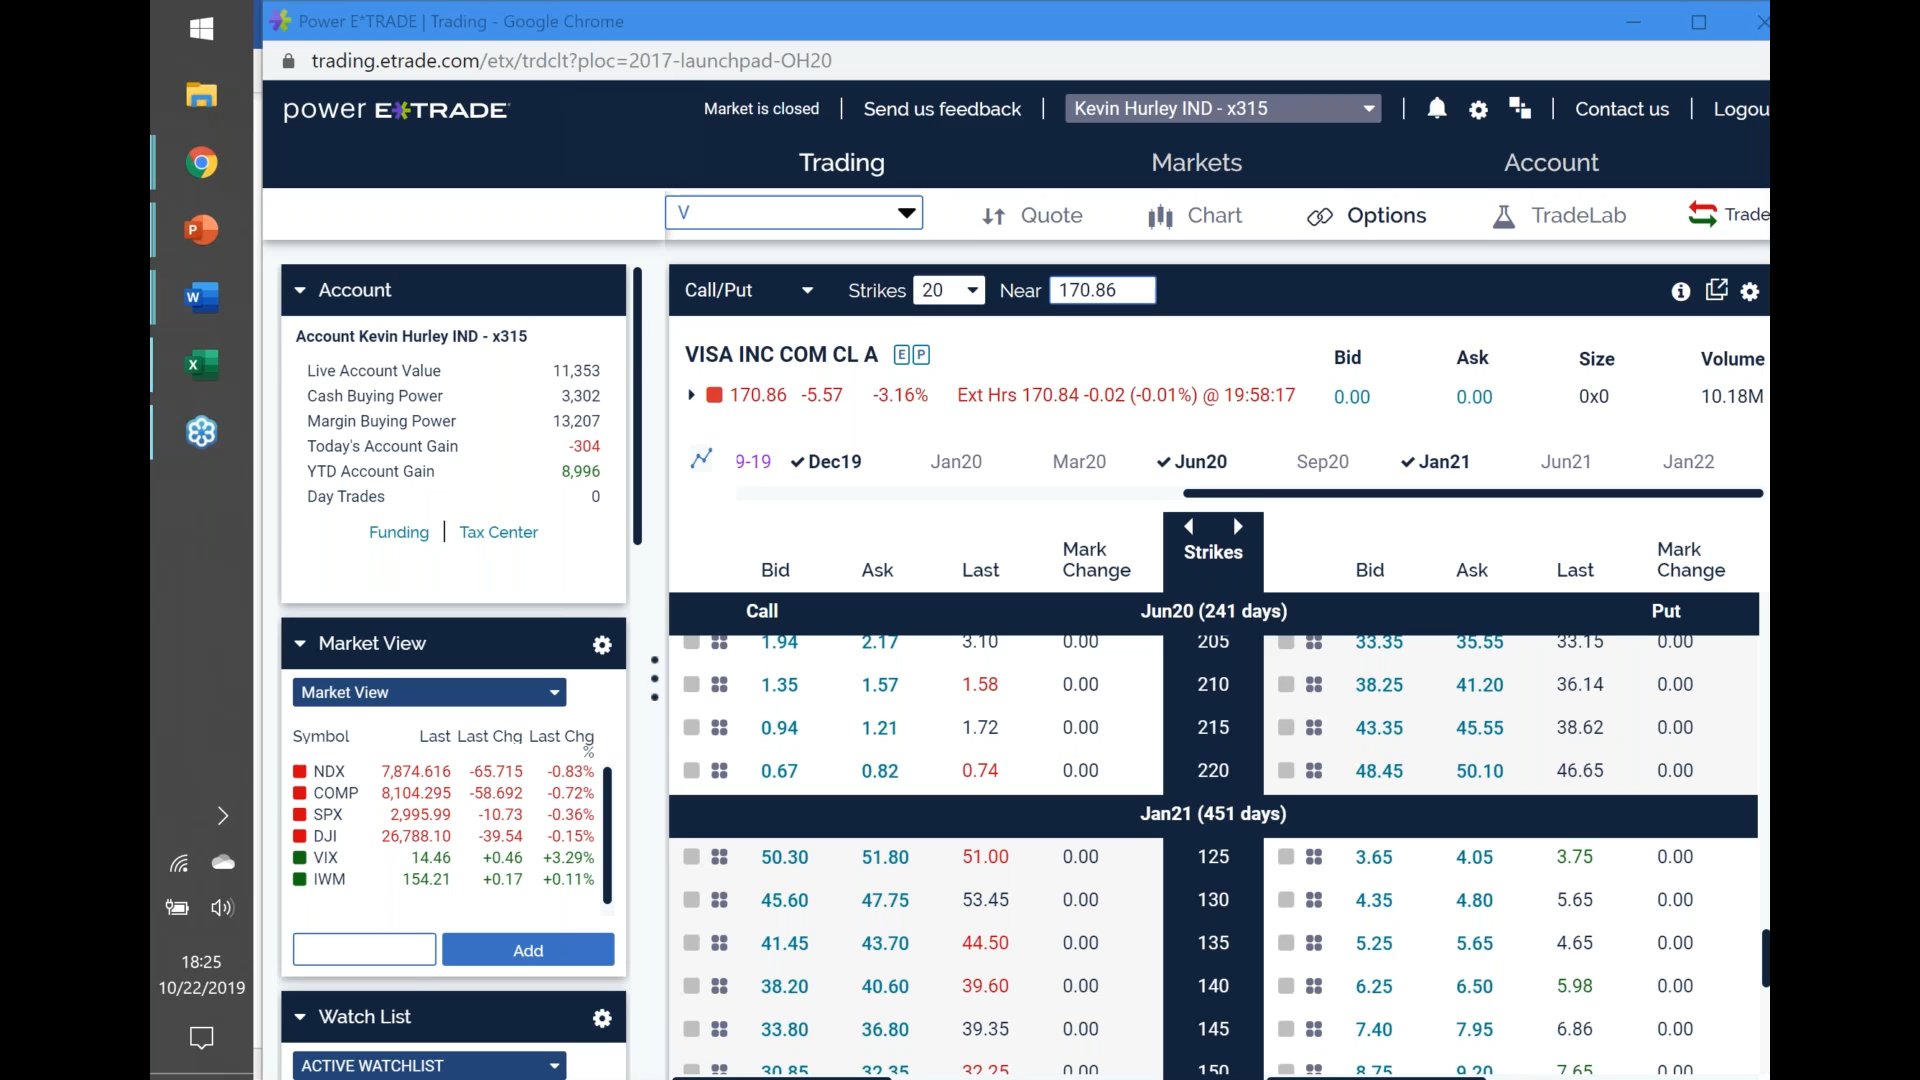 Power E*TRADE | Trading - Google Chrome
trading.etrade.com/etx/trdclt?ploc=2017-launchpad-OH20
power E*TRADE
Market is closed | Send us feedback | Kevin Hurley IND - x315 | Contact us | Logou
Trading Markets Account
V Quote Chart Options TradeLab Trade
Account
Account Kevin Hurley IND - x315
Live Account Value 11,353
Cash Buying Power 3,302
Margin Buying Power 13,207
Today's Account Gain -304
YTD Account Gain 8,996
Day Trades 0
Funding | Tax Center
Market View
Market View
Symbol Last Last Chg Last Chg %
NDX 7,874.616 -65.715 -0.83%
COMP 8,104.295 -58.692 -0.72%
SPX 2,995.99 -10.73 -0.36%
DJI 26,788.10 -39.54 -0.15%
VIX 14.46 +0.46 +3.29%
IWM 154.21 +0.17 +0.11%
Add
Watch List
ACTIVE WATCHLIST
Call/Put Strikes 20 Near 170.86
VISA INC COM CL A E P Bid Ask Size Volume
170.86 -5.57 -3.16% Ext Hrs 170.84 -0.02 (-0.01%) @ 19:58:17 0.00 0.00 0x0 10.18M
9-19 Dec19 Jan20 Mar20 Jun20 Sep20 Jan21 Jun21 Jan22
Bid Ask Last Mark Change Strikes Bid Ask Last Mark Change
Call Jun20 (241 days) Put
1.94 2.17 3.10 0.00 205 33.35 35.55 33.15 0.00
1.35 1.57 1.58 0.00 210 38.25 41.20 36.14 0.00
0.94 1.21 1.72 0.00 215 43.35 45.55 38.62 0.00
0.67 0.82 0.74 0.00 220 48.45 50.10 46.65 0.00
Jan21 (451 days)
50.30 51.80 51.00 0.00 125 3.65 4.05 3.75 0.00
45.60 47.75 53.45 0.00 130 4.35 4.80 5.65 0.00
41.45 43.70 44.50 0.00 135 5.25 5.65 4.65 0.00
38.20 40.60 39.60 0.00 140 6.25 6.50 5.98 0.00
33.80 36.80 39.35 0.00 145 7.40 7.95 6.86 0.00
30.85 32.35 32.25 0.00 150 8.75 9.20 7.65 0.00
18:25
10/22/2019